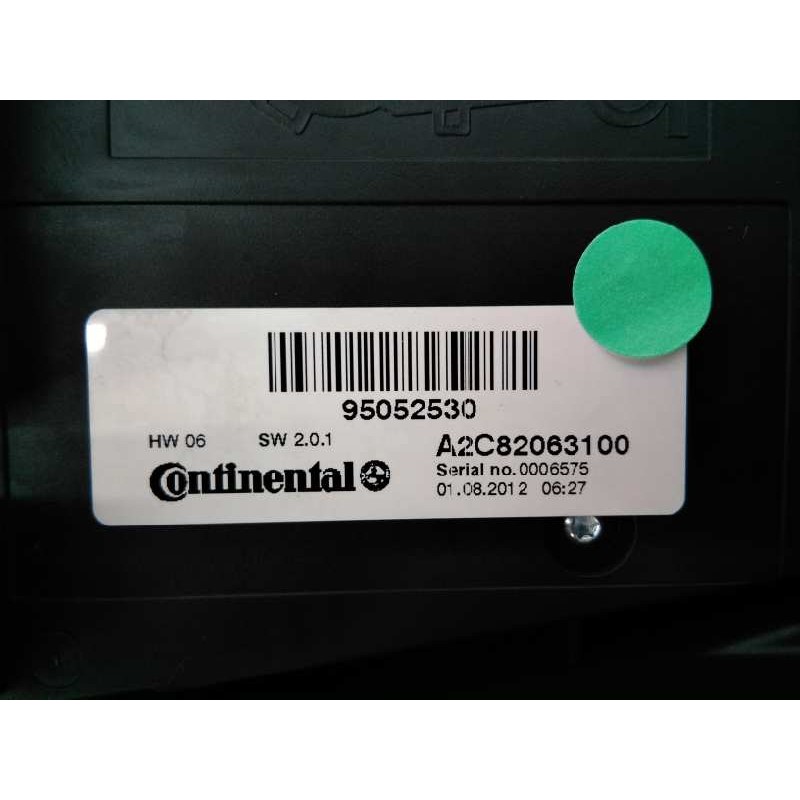 95052530
HW 06 SW 2.0.1 A2C82063100
Serial no.0006575
Continental
01.08.2012 06:27